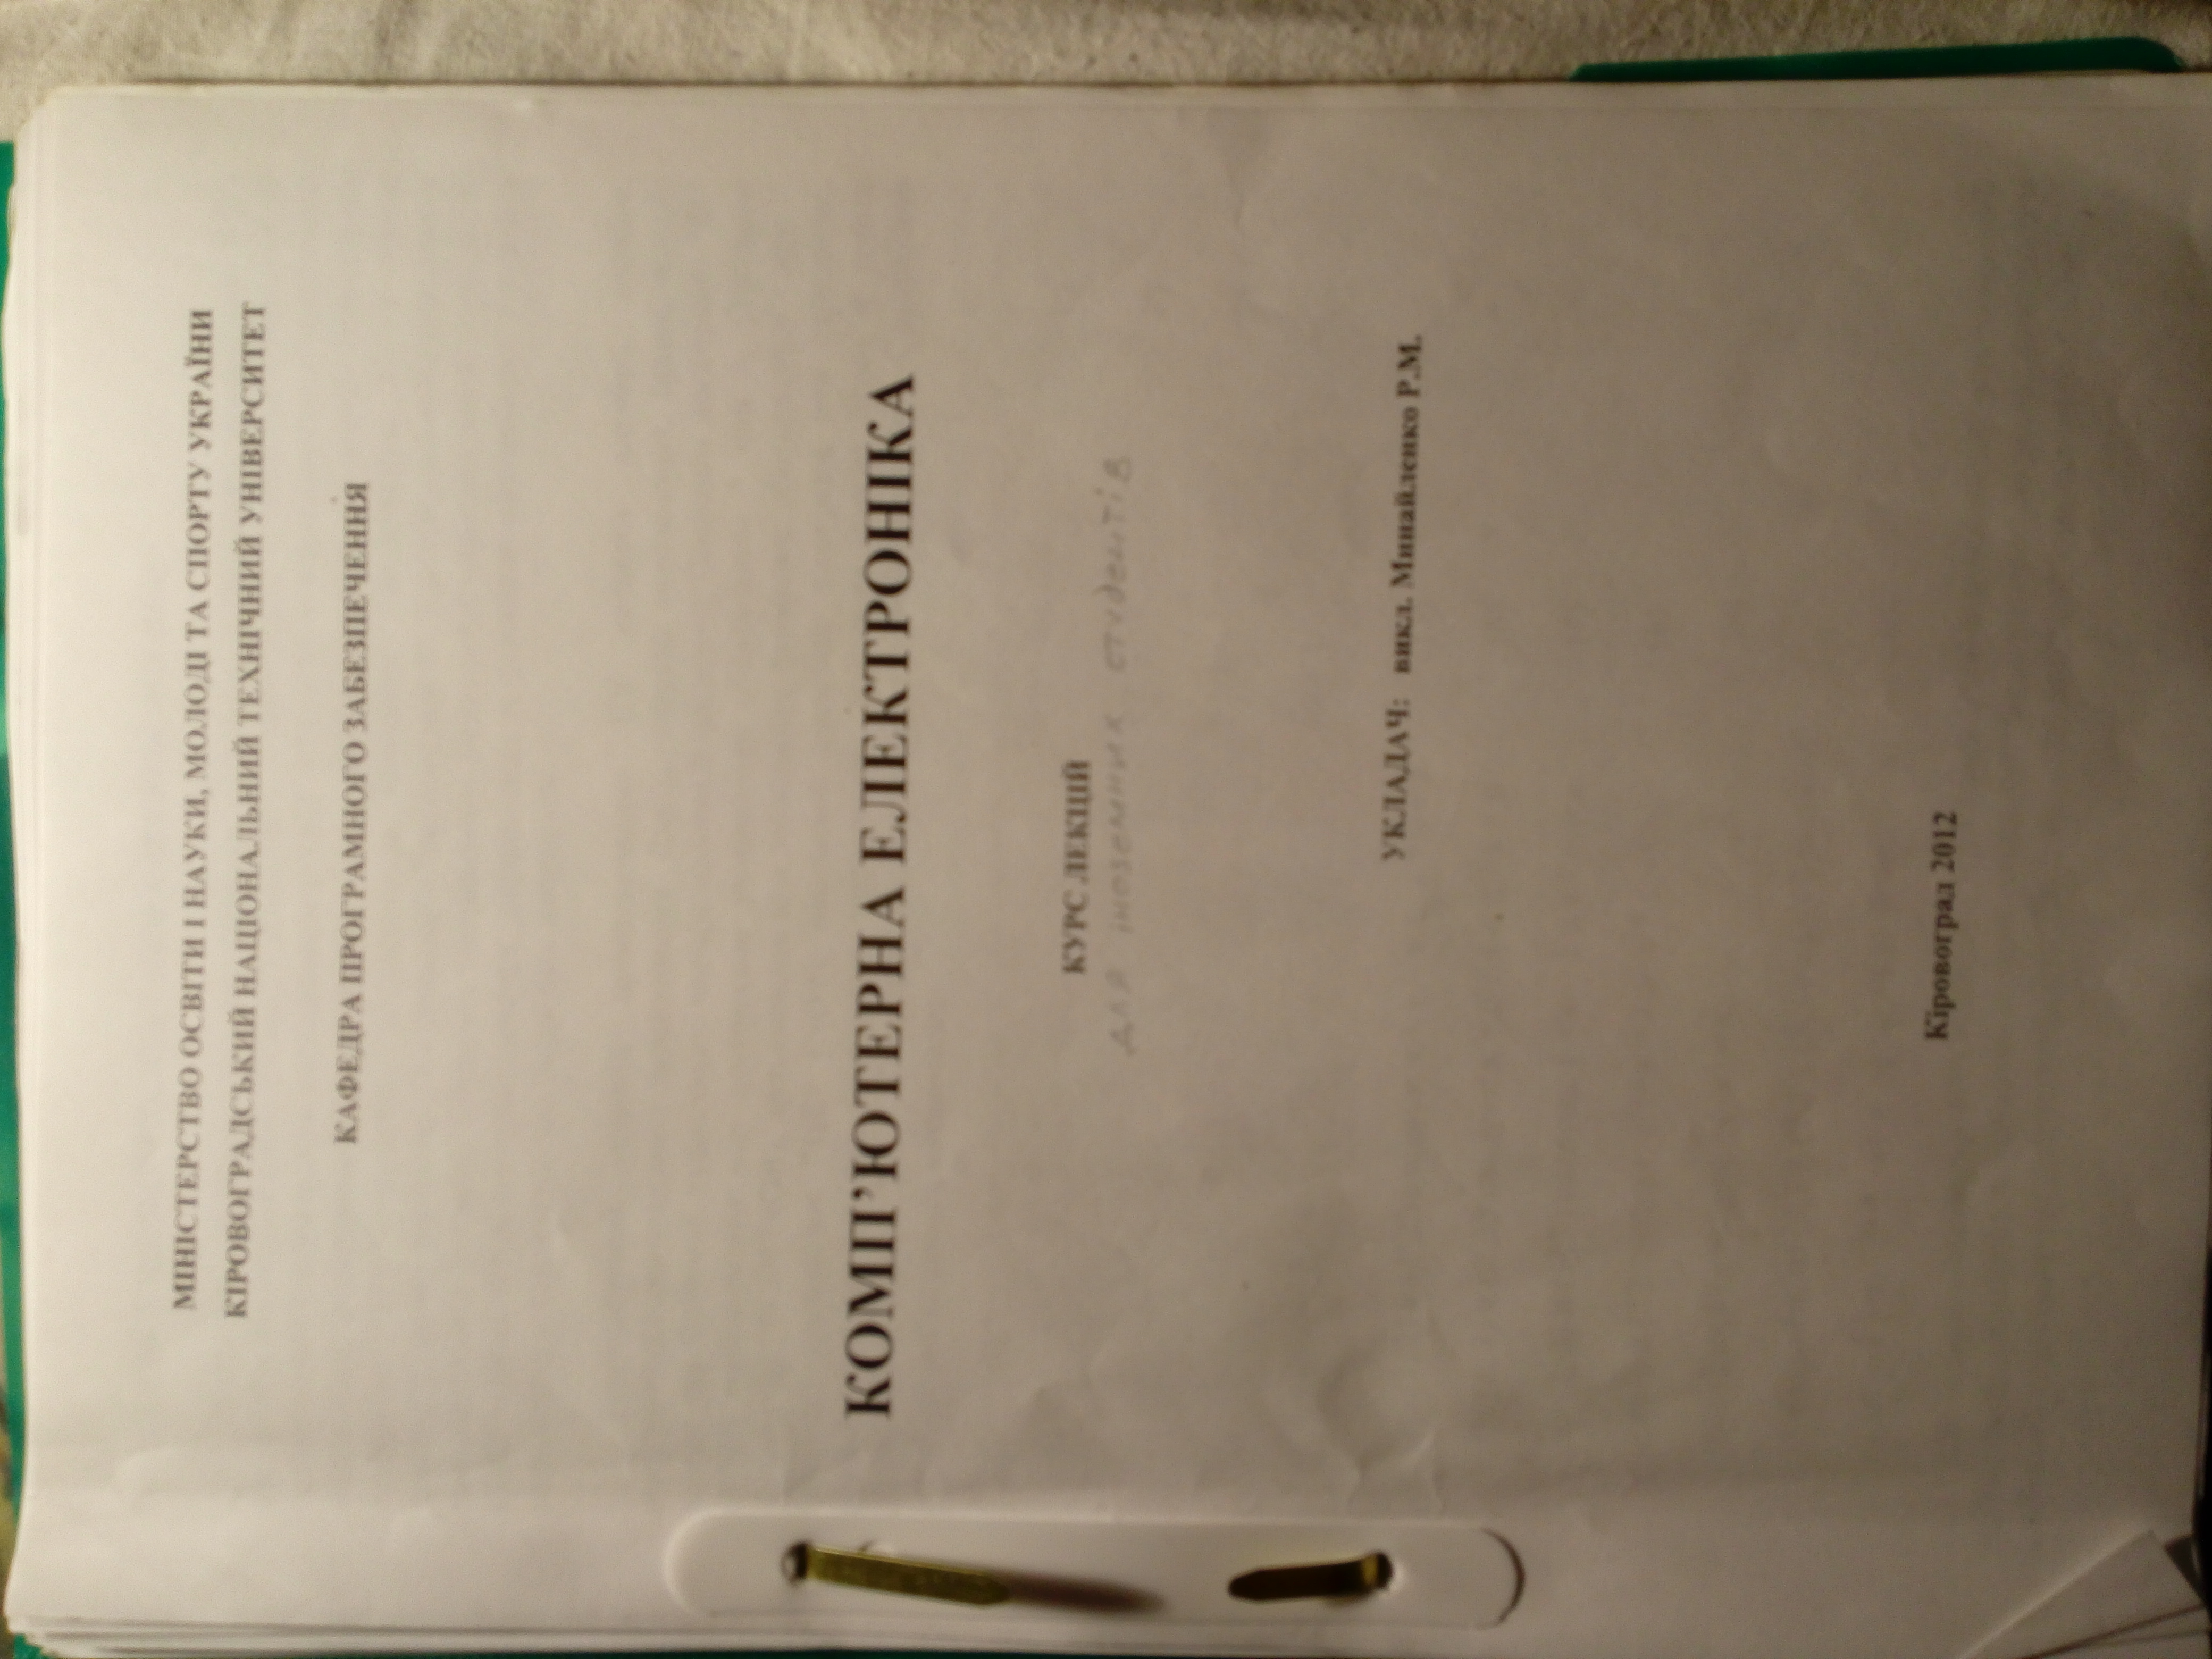 МІНІСТЕРСТВО ОСВІТИ І НАУКИ, МОЛОДІ ТА СПОРТУ УКРАЇНИ
КІРОВОГРАДСЬКИЙ НАЦІОНАЛЬНИЙ ТЕХНІЧНИЙ УНІВЕРСИТЕТ
КАФЕДРА ПРОГРАМНОГО ЗАБЕЗПЕЧЕННЯ
КОМП’ЮТЕРНА ЕЛЕКТРОНІКА
КУРС ЛЕКЦІЙ
для іноземних студентів
УКЛАДАЧ: викл. Минайленко Р.М.
Кіровоград 2012